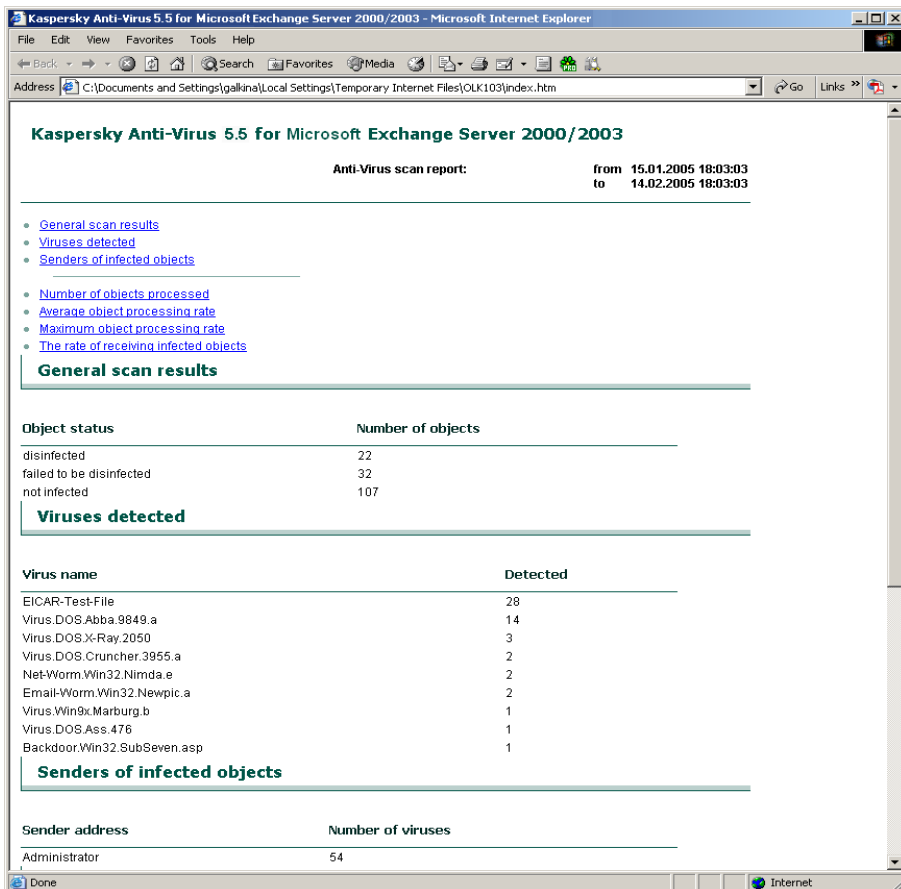 Kaspersky Anti-Virus 5.5 for Microsoft Exchange Server 2000/2003 - Microsoft Internet Explorer
File Edit View Favorites Tools Help
Back Search Favorites Media
Address C:\Documents and Settings\galkina\Local Settings\Temporary Internet Files\OLK103\index.htm Go Links »
Kaspersky Anti-Virus 5.5 for Microsoft Exchange Server 2000/2003
Anti-Virus scan report: from 15.01.2005 18:03:03
to 14.02.2005 18:03:03
General scan results
Viruses detected
Senders of infected objects
Number of objects processed
Average object processing rate
Maximum object processing rate
The rate of receiving infected objects
General scan results
Object status Number of objects
disinfected 22
failed to be disinfected 32
not infected 107
Viruses detected
Virus name Detected
EICAR-Test-File 28
Virus.DOS.Abba.9849.a 14
Virus.DOS.X-Ray.2050 3
Virus.DOS.Cruncher.3955.a 2
Net-Worm.Win32.Nimda.e 2
Email-Worm.Win32.Newpic.a 2
Virus.Win9x.Marburg.b 1
Virus.DOS.Ass.476 1
Backdoor.Win32.SubSeven.asp 1
Senders of infected objects
Sender address Number of viruses
Administrator 54
Done Internet